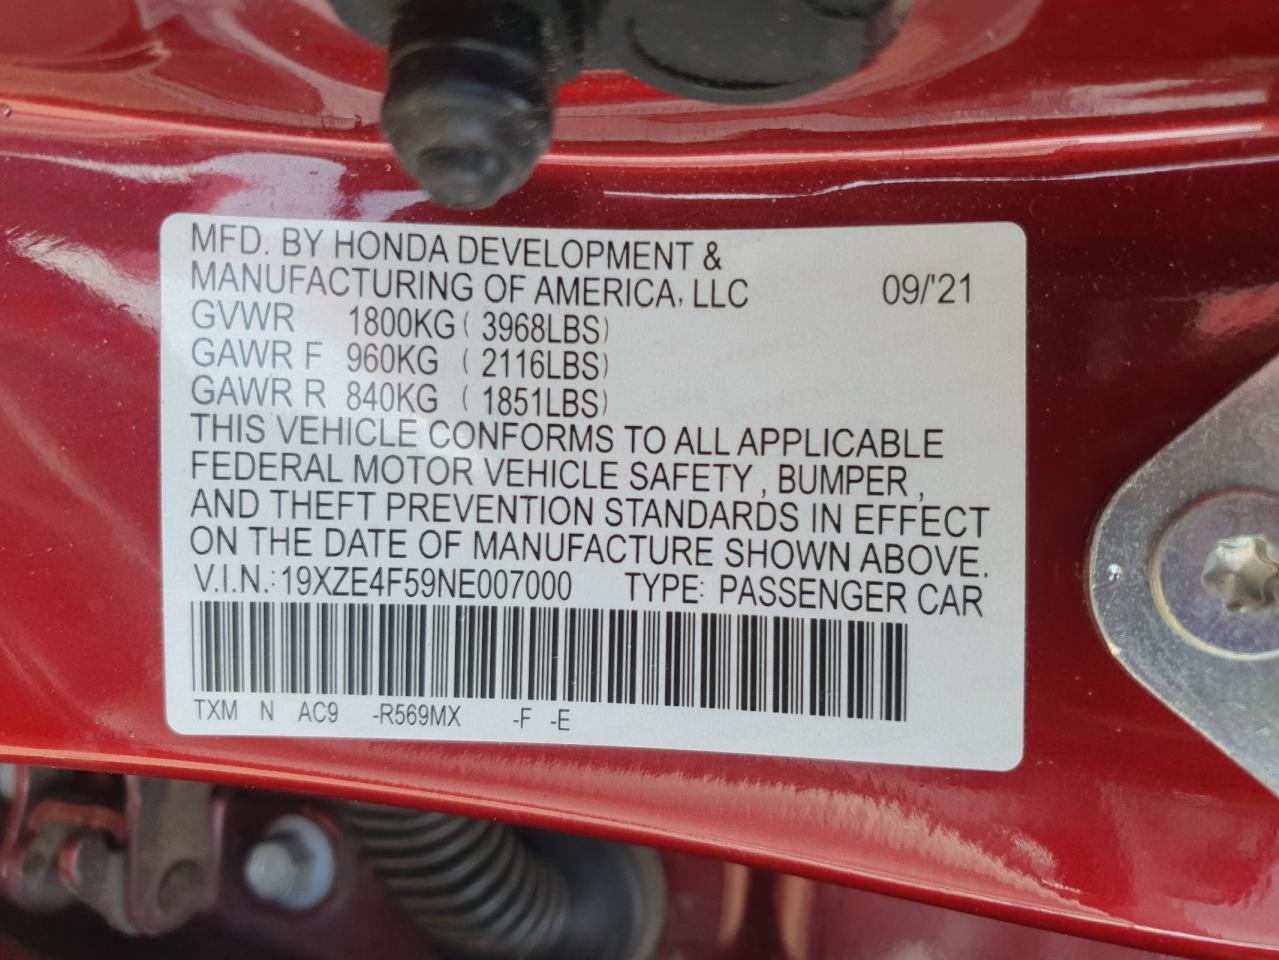 MFD. BY HONDA DEVELOPMENT &
MANUFACTURING OF AMERICA, LLC 09/'21
GVWR 1800KG ( 3968LBS)
GAWR F 960KG ( 2116LBS)
GAWR R 840KG ( 1851LBS)
THIS VEHICLE CONFORMS TO ALL APPLICABLE
FEDERAL MOTOR VEHICLE SAFETY , BUMPER ,
AND THEFT PREVENTION STANDARDS IN EFFECT
ON THE DATE OF MANUFACTURE SHOWN ABOVE.
V.I.N.: 19XZE4F59NE007000 TYPE: PASSENGER CAR
TXM N AC9 -R569MX -F -E